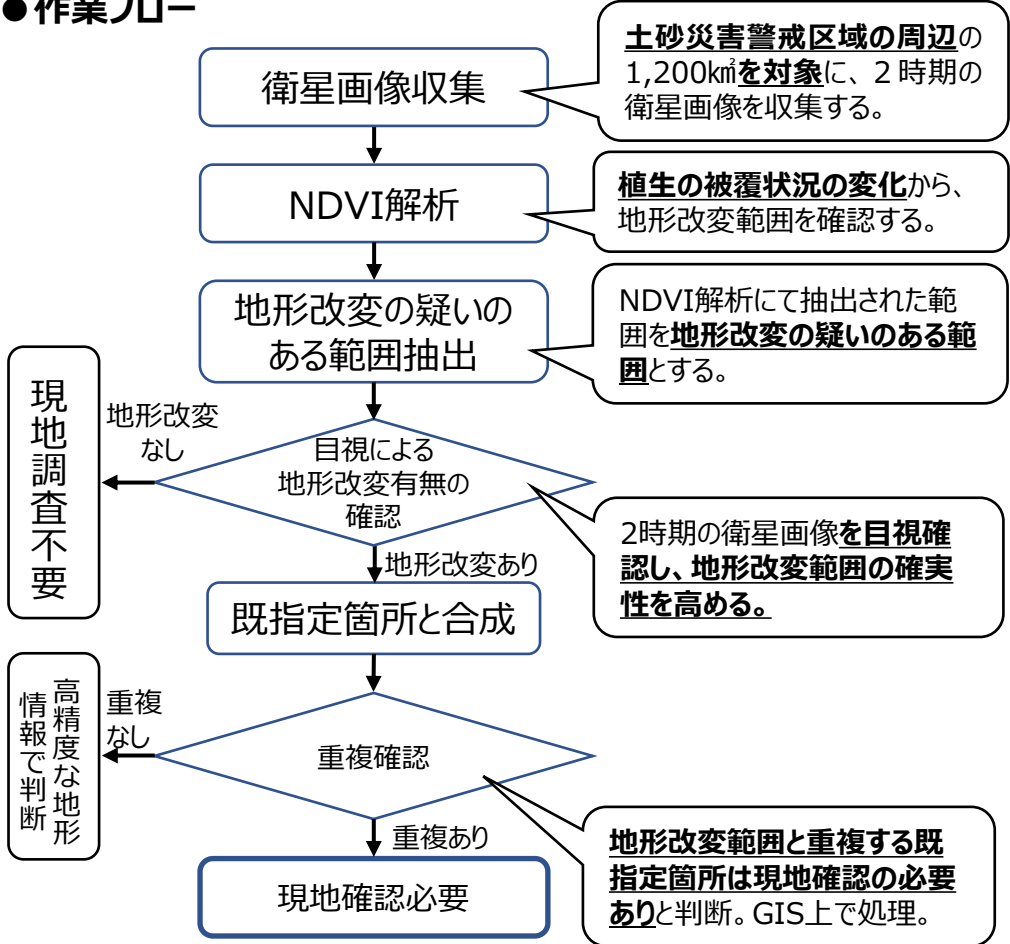 ●作業フロー
衛星画像収集
土砂災害警戒区域の周辺の
1,200㎢を対象に、２時期の
衛星画像を収集する。
NDVI解析
植生の被覆状況の変化から、
地形改変範囲を確認する。
地形改変の疑いの
ある範囲抽出
NDVI解析にて抽出された範
囲を地形改変の疑いのある範
囲とする。
現地調査不要
地形改変
なし
目視による
地形改変有無の
確認
2時期の衛星画像を目視確
認し、地形改変範囲の確実
性を高める。
地形改変あり
既指定箇所と合成
高精度な地形
情報で判断
重複
なし
重複確認
重複あり
地形改変範囲と重複する既
指定箇所は現地確認の必要
ありと判断。GIS上で処理。
現地確認必要